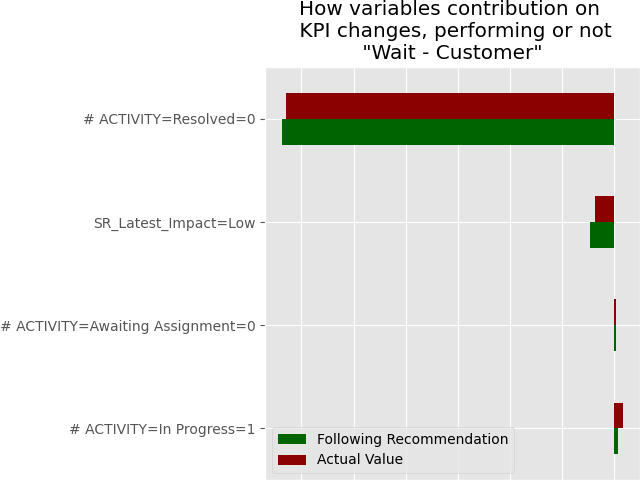 How variables contribution on
KPI changes, performing or not
"Wait - Customer"
# ACTIVITY=Resolved=0
SR_Latest_Impact=Low
# ACTIVITY=Awaiting Assignment=0
# ACTIVITY=In Progress=1
Following Recommendation
Actual Value